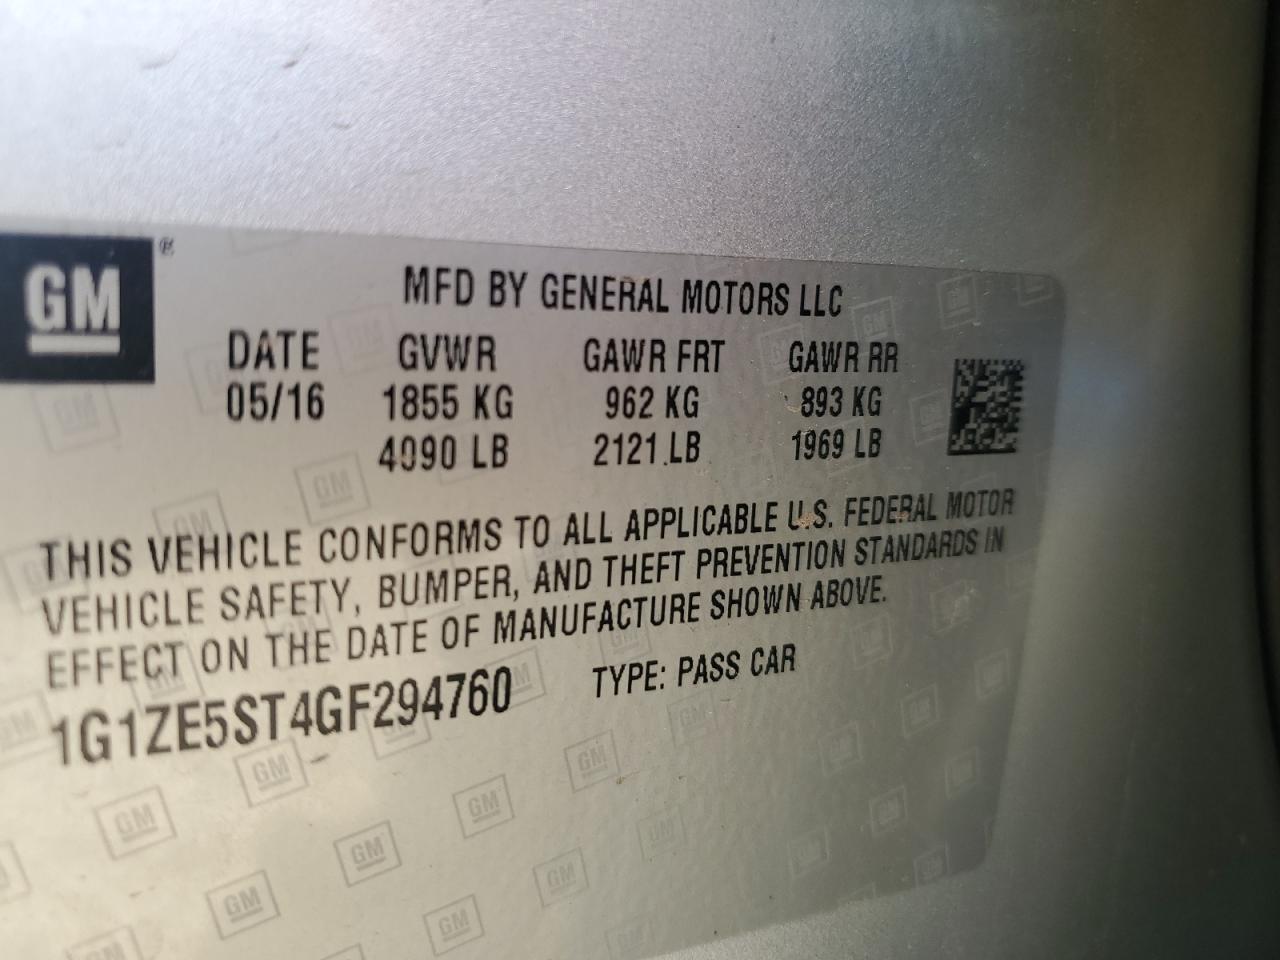 GM ®
MFD BY GENERAL MOTORS LLC
DATE GVWR GAWR FRT GAWR RR
05/16 1855 KG 962 KG 893 KG
4090 LB 2121 LB 1969 LB
THIS VEHICLE CONFORMS TO ALL APPLICABLE U.S. FEDERAL MOTOR
VEHICLE SAFETY, BUMPER, AND THEFT PREVENTION STANDARDS IN
EFFECT ON THE DATE OF MANUFACTURE SHOWN ABOVE.
1G1ZE5ST4GF294760 TYPE: PASS CAR